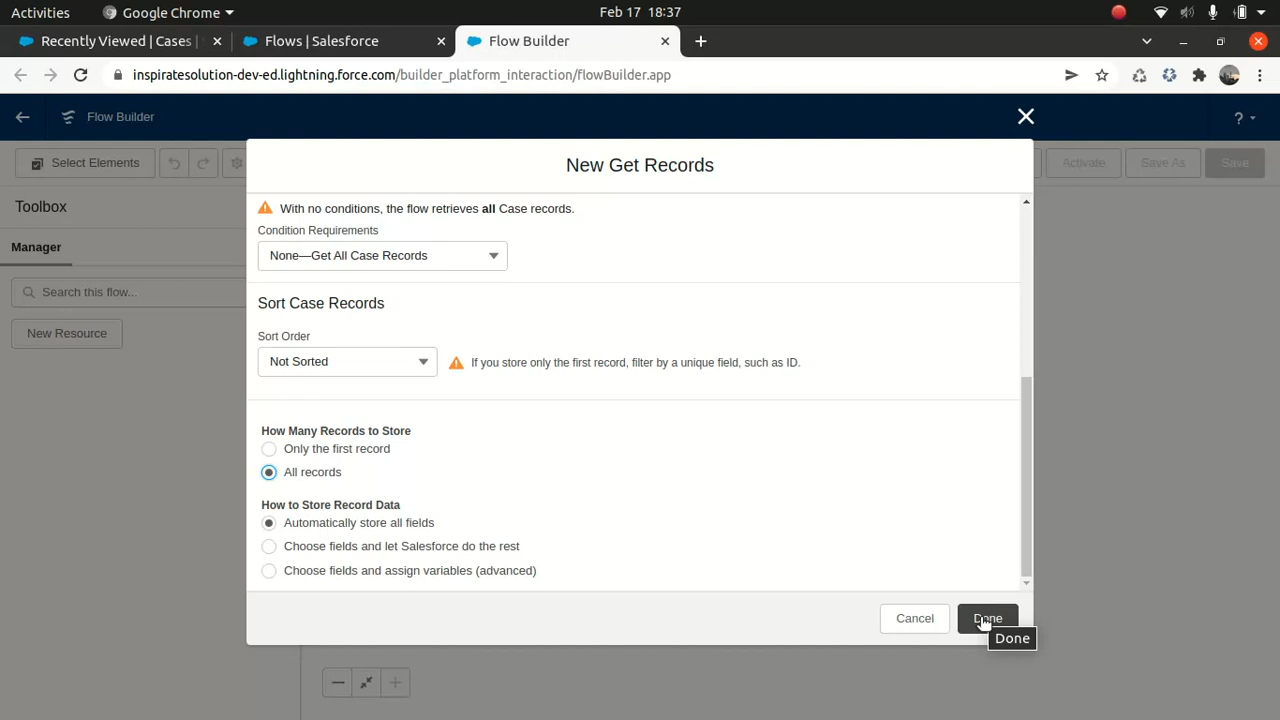 Activities
Google Chrome
Feb 17 18:37
Recently Viewed | Cases |
Flows | Salesforce
Flow Builder
inspiratesolution-dev-ed.lightning.force.com/builder_platform_interaction/flowBuilder.app
Flow Builder
?
Select Elements
Activate
Save As
Save
New Get Records
Toolbox
Manager
Search this flow...
New Resource
With no conditions, the flow retrieves all Case records.
Condition Requirements
None—Get All Case Records
Sort Case Records
Sort Order
Not Sorted
If you store only the first record, filter by a unique field, such as ID.
How Many Records to Store
Only the first record
All records
How to Store Record Data
Automatically store all fields
Choose fields and let Salesforce do the rest
Choose fields and assign variables (advanced)
Cancel
Done
Done